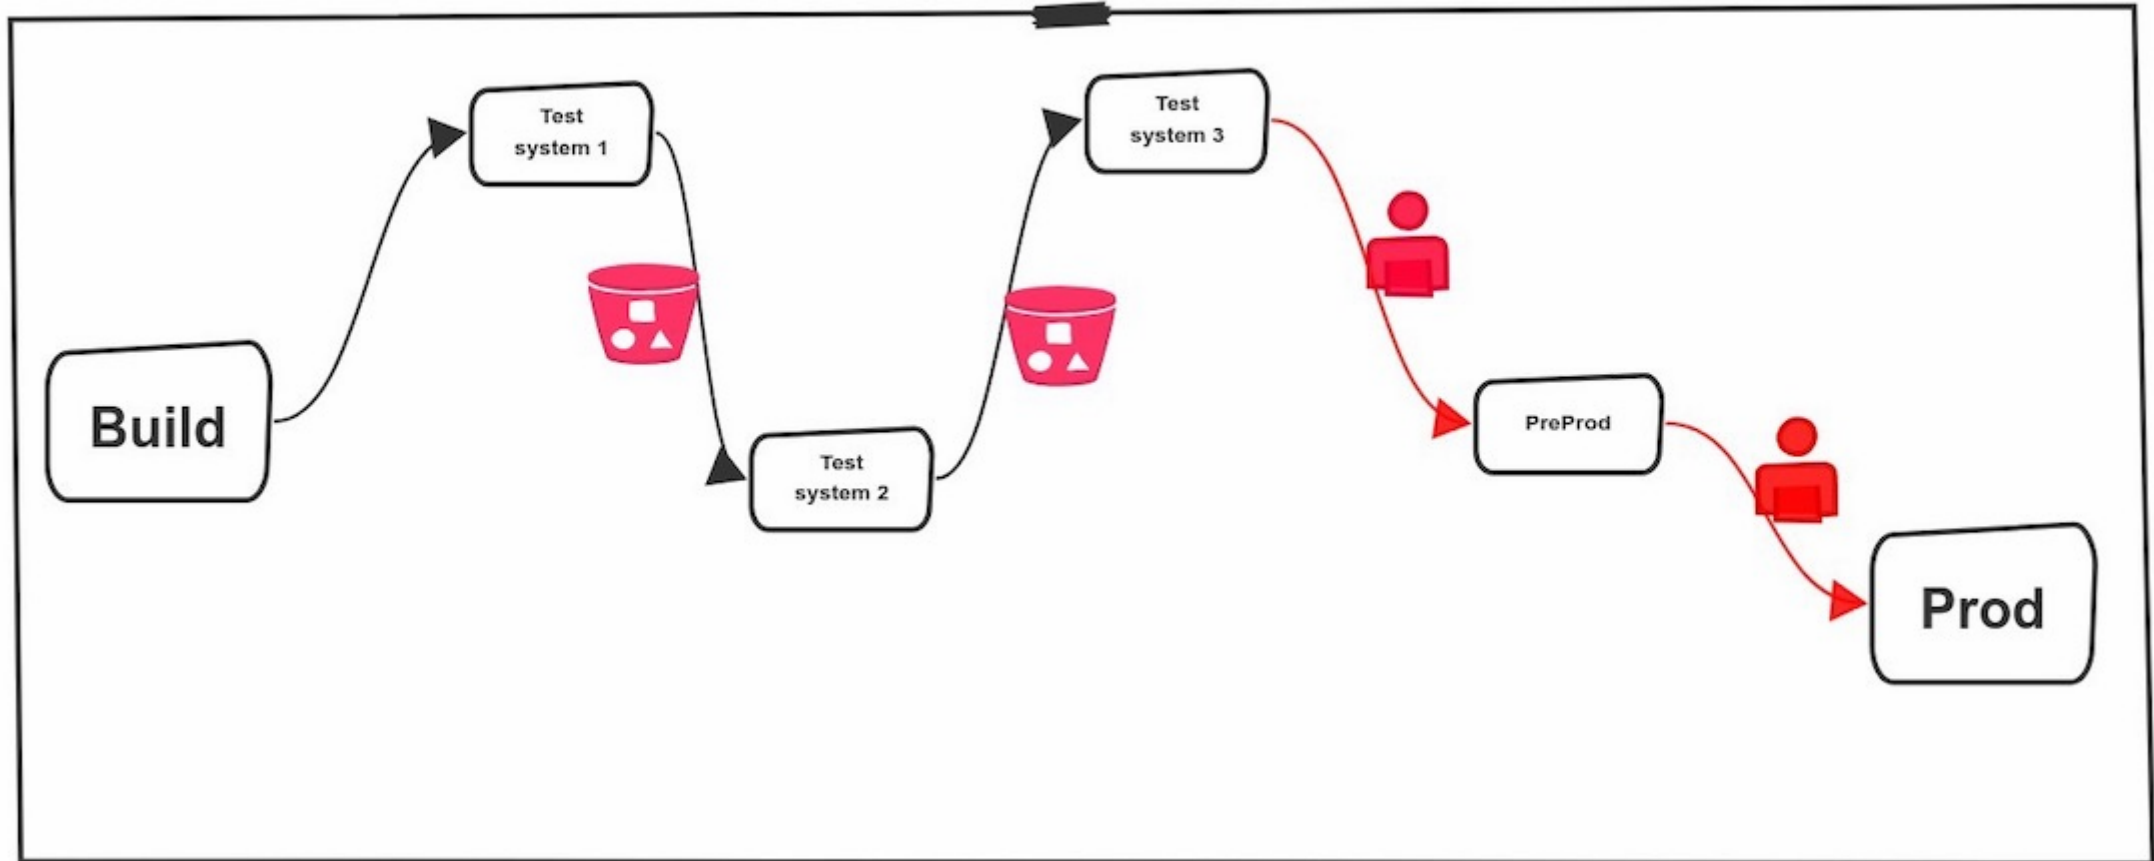 Build
Test
system 1
Test
system 2
Test
system 3
PreProd
Prod